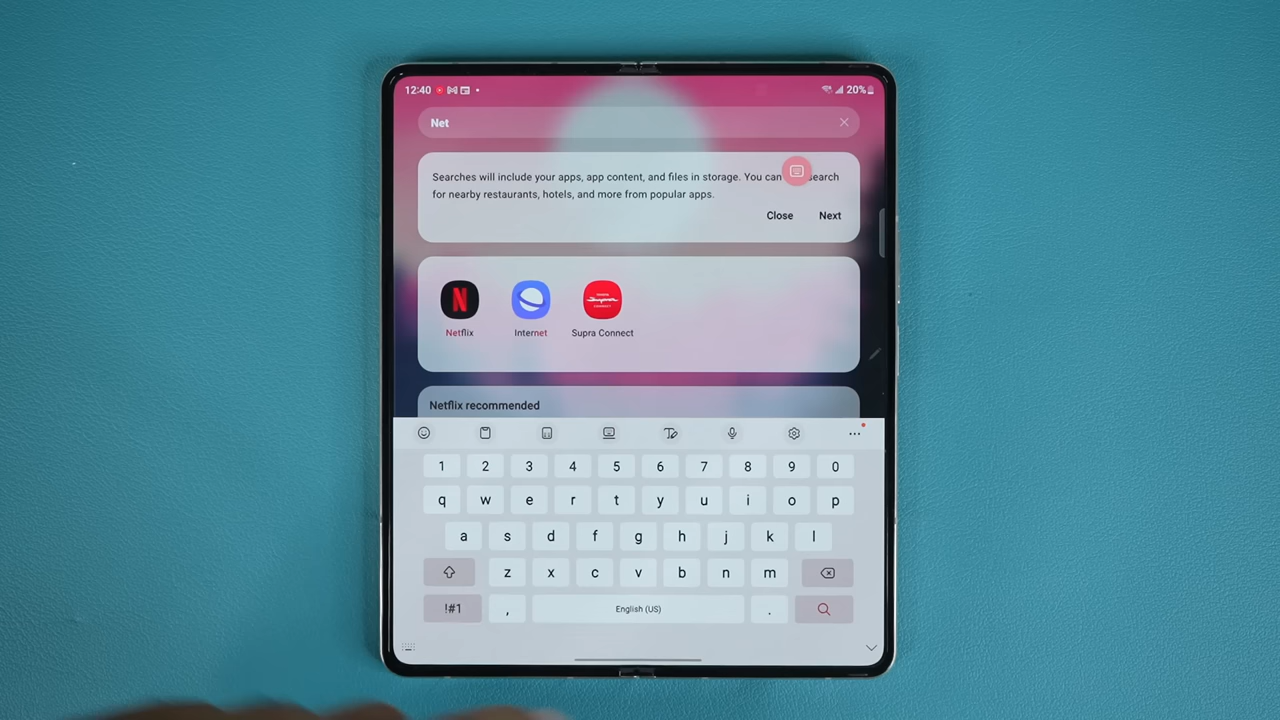 12:40 20%
Net
Searches will include your apps, app content, and files in storage. You can search
for nearby restaurants, hotels, and more from popular apps.
Close Next
N
Supra
Netflix Internet Supra Connect
Netflix recommended
1 2 3 4 5 6 7 8 9 0
q w e r t y u i o p
a s d f g h j k l
z x c v b n m
!#1 , English (US) .